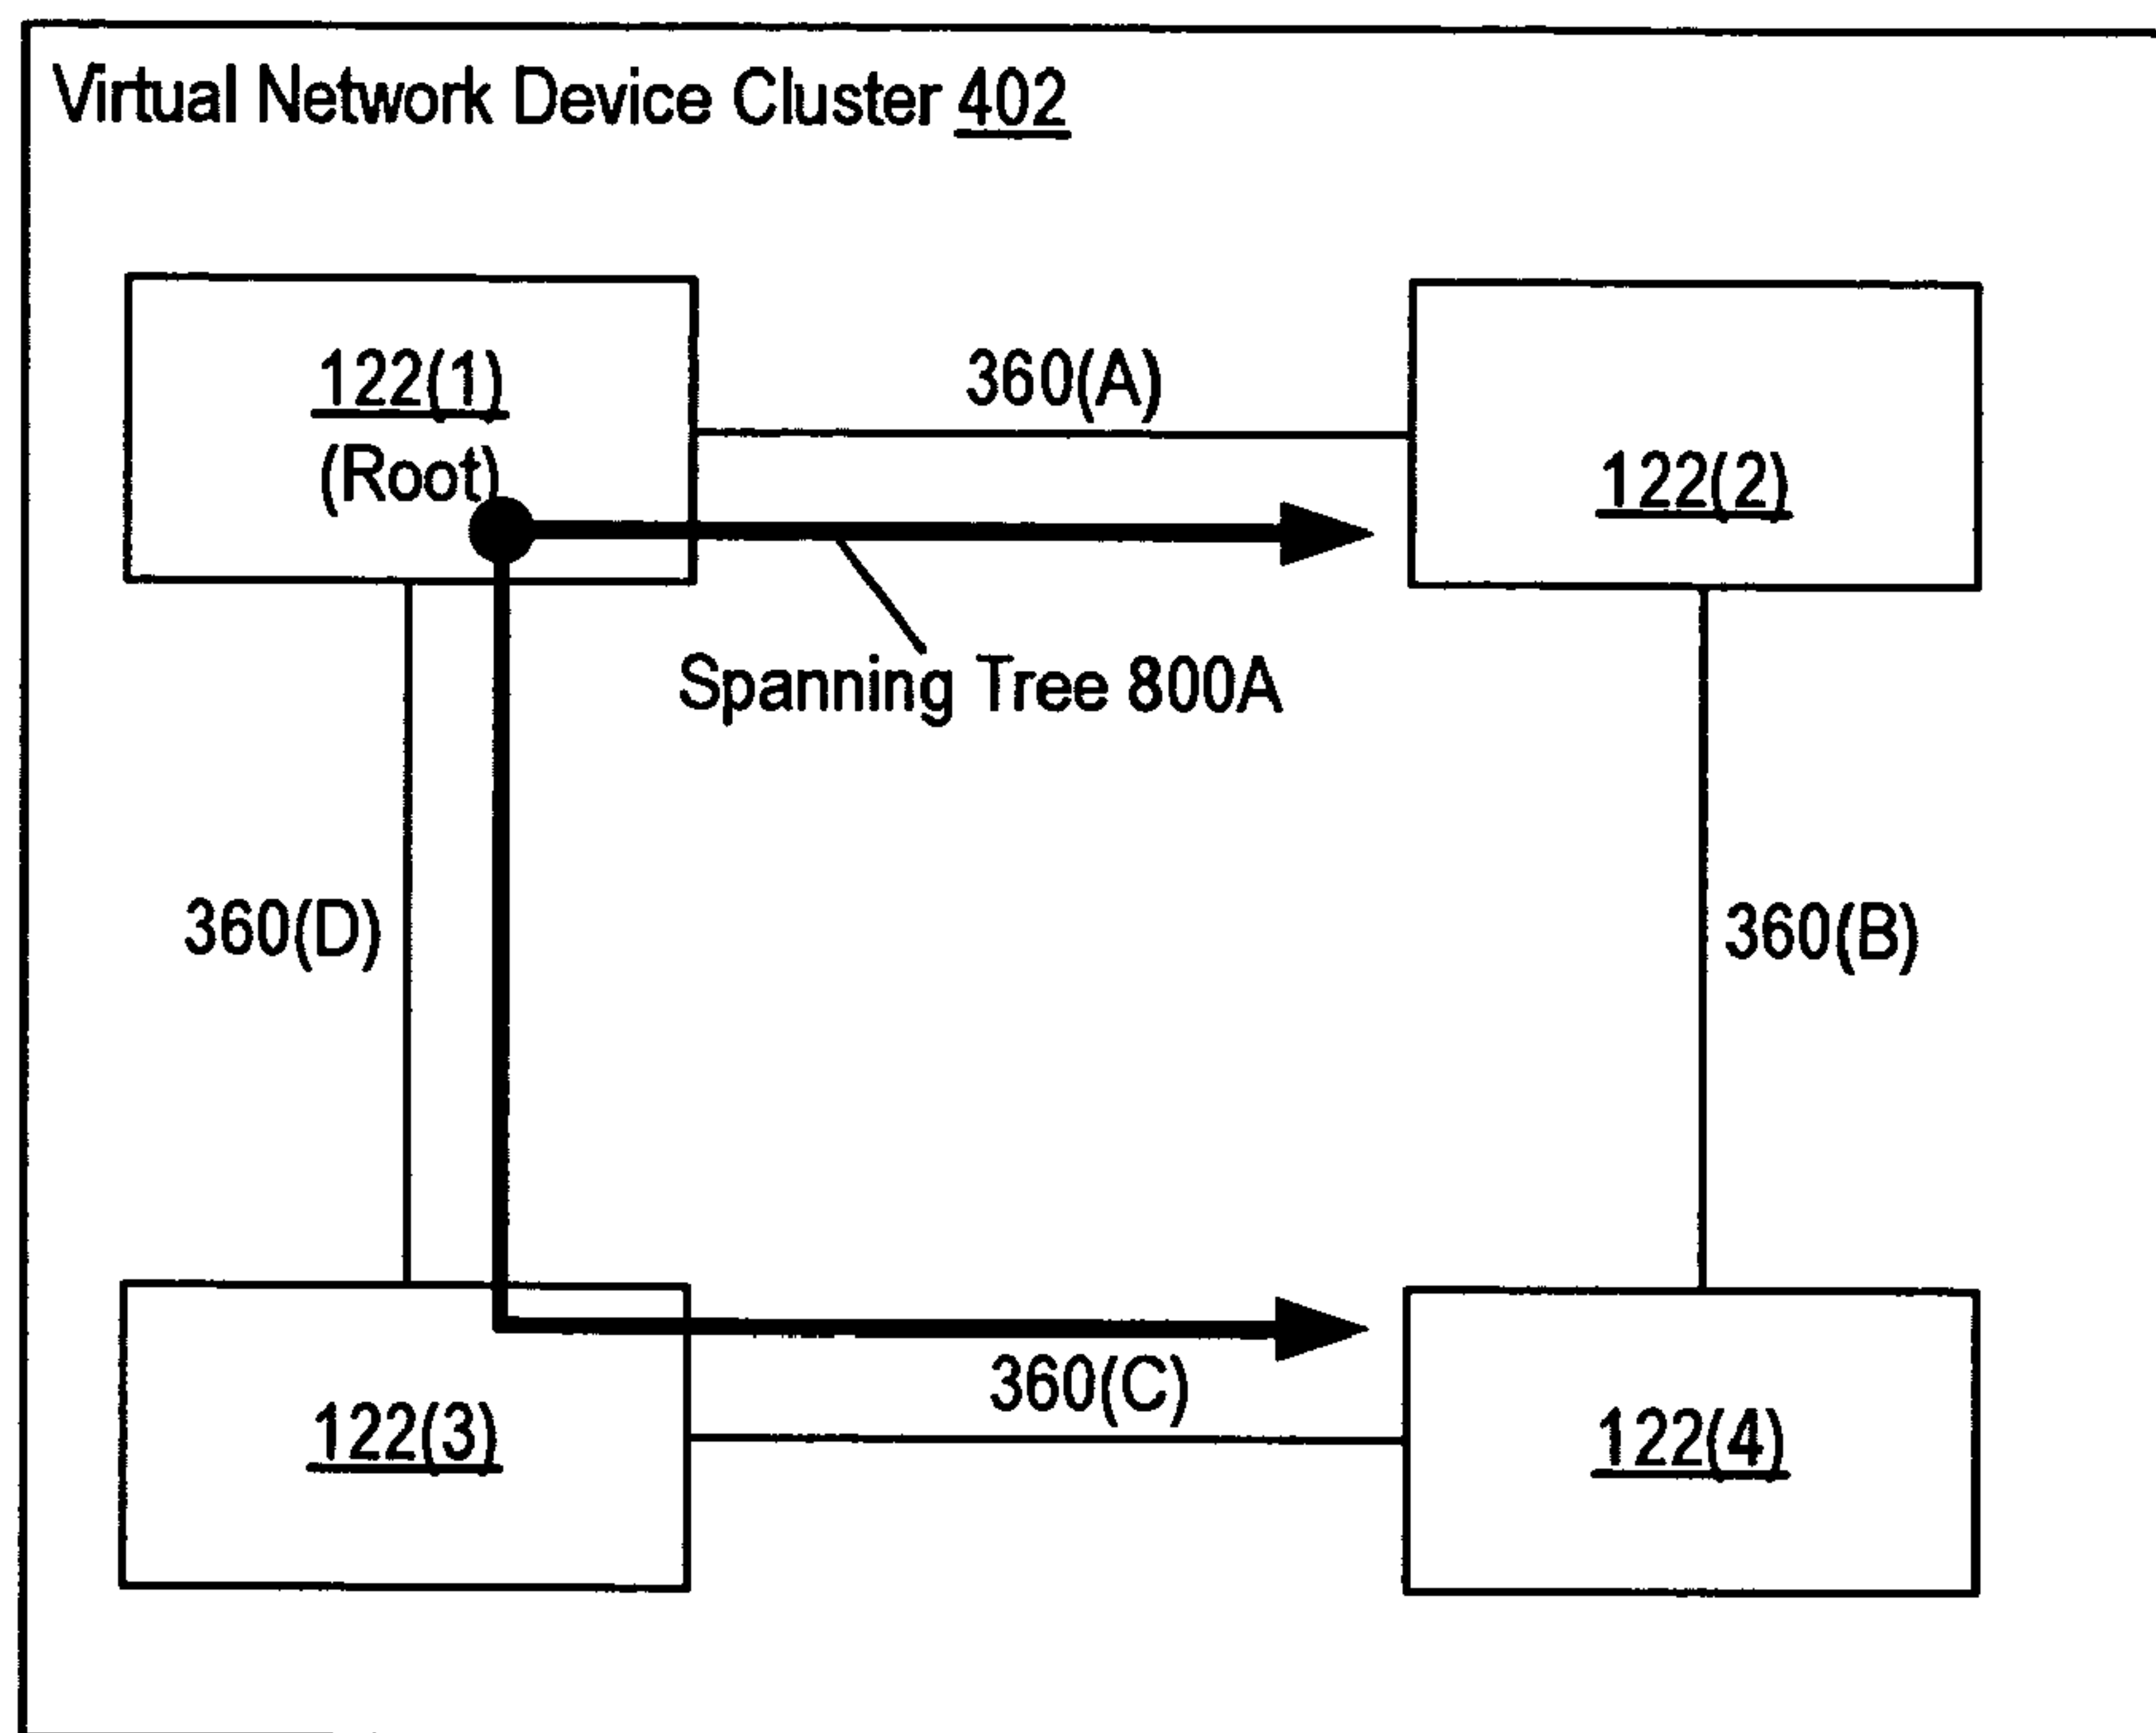 Virtual Network Device Cluster 402
122(1)
(Root)
360(A)
122(2)
Spanning Tree 800A
360(D)
360(B)
360(C)
122(3)
122(4)